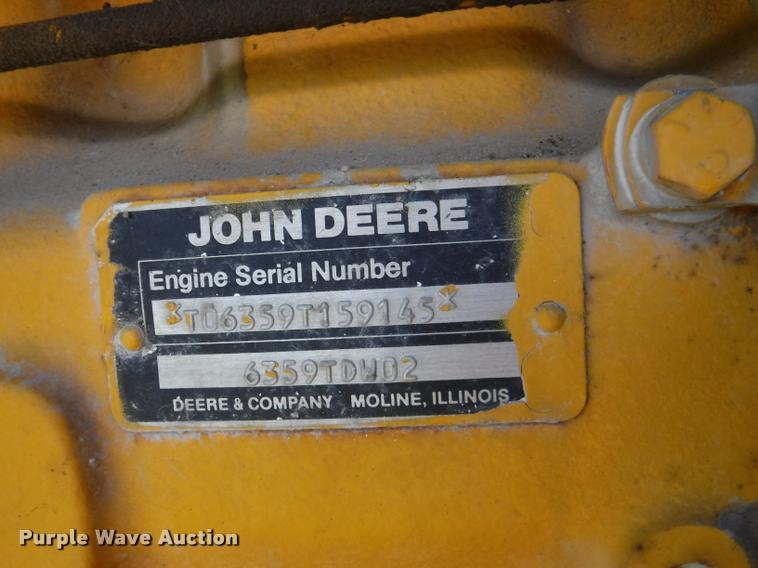 JOHN DEERE
Engine Serial Number
*T06359T159145*
6359TDW02
DEERE & COMPANY MOLINE, ILLINOIS
Purple Wave Auction